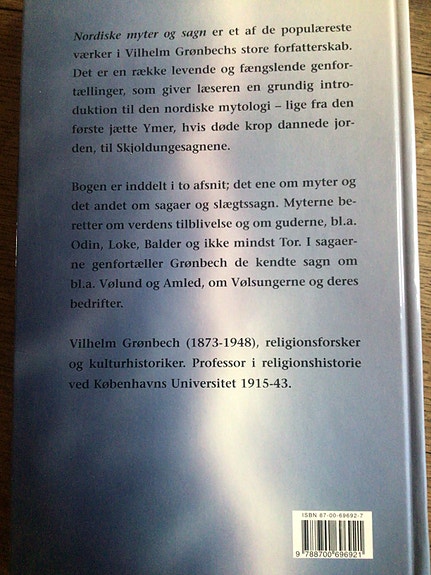 Nordiske myter og sagn er et af de populæreste
værker i Vilhelm Grønbechs store forfatterskab.
Det er en række levende og fængslende genfor-
tællinger, som giver læseren en grundig intro-
duktion til den nordiske mytologi – lige fra den
første jætte Ymer, hvis døde krop dannede jor-
den, til Skjoldungesagnene.
Bogen er inddelt i to afsnit; det ene om myter og
det andet om sagaer og slægtssagn. Myterne be-
retter om verdens tilblivelse og om guderne, bl.a.
Odin, Loke, Balder og ikke mindst Tor. I sagaer-
ne genfortæller Grønbech de kendte sagn om
bl.a. Vølund og Amled, om Vølsungerne og deres
bedrifter.
Vilhelm Grønbech (1873-1948), religionsforsker
og kulturhistoriker. Professor i religionshistorie
ved Københavns Universitet 1915-43.
ISBN 87-00-69692-7
9 788700 696921